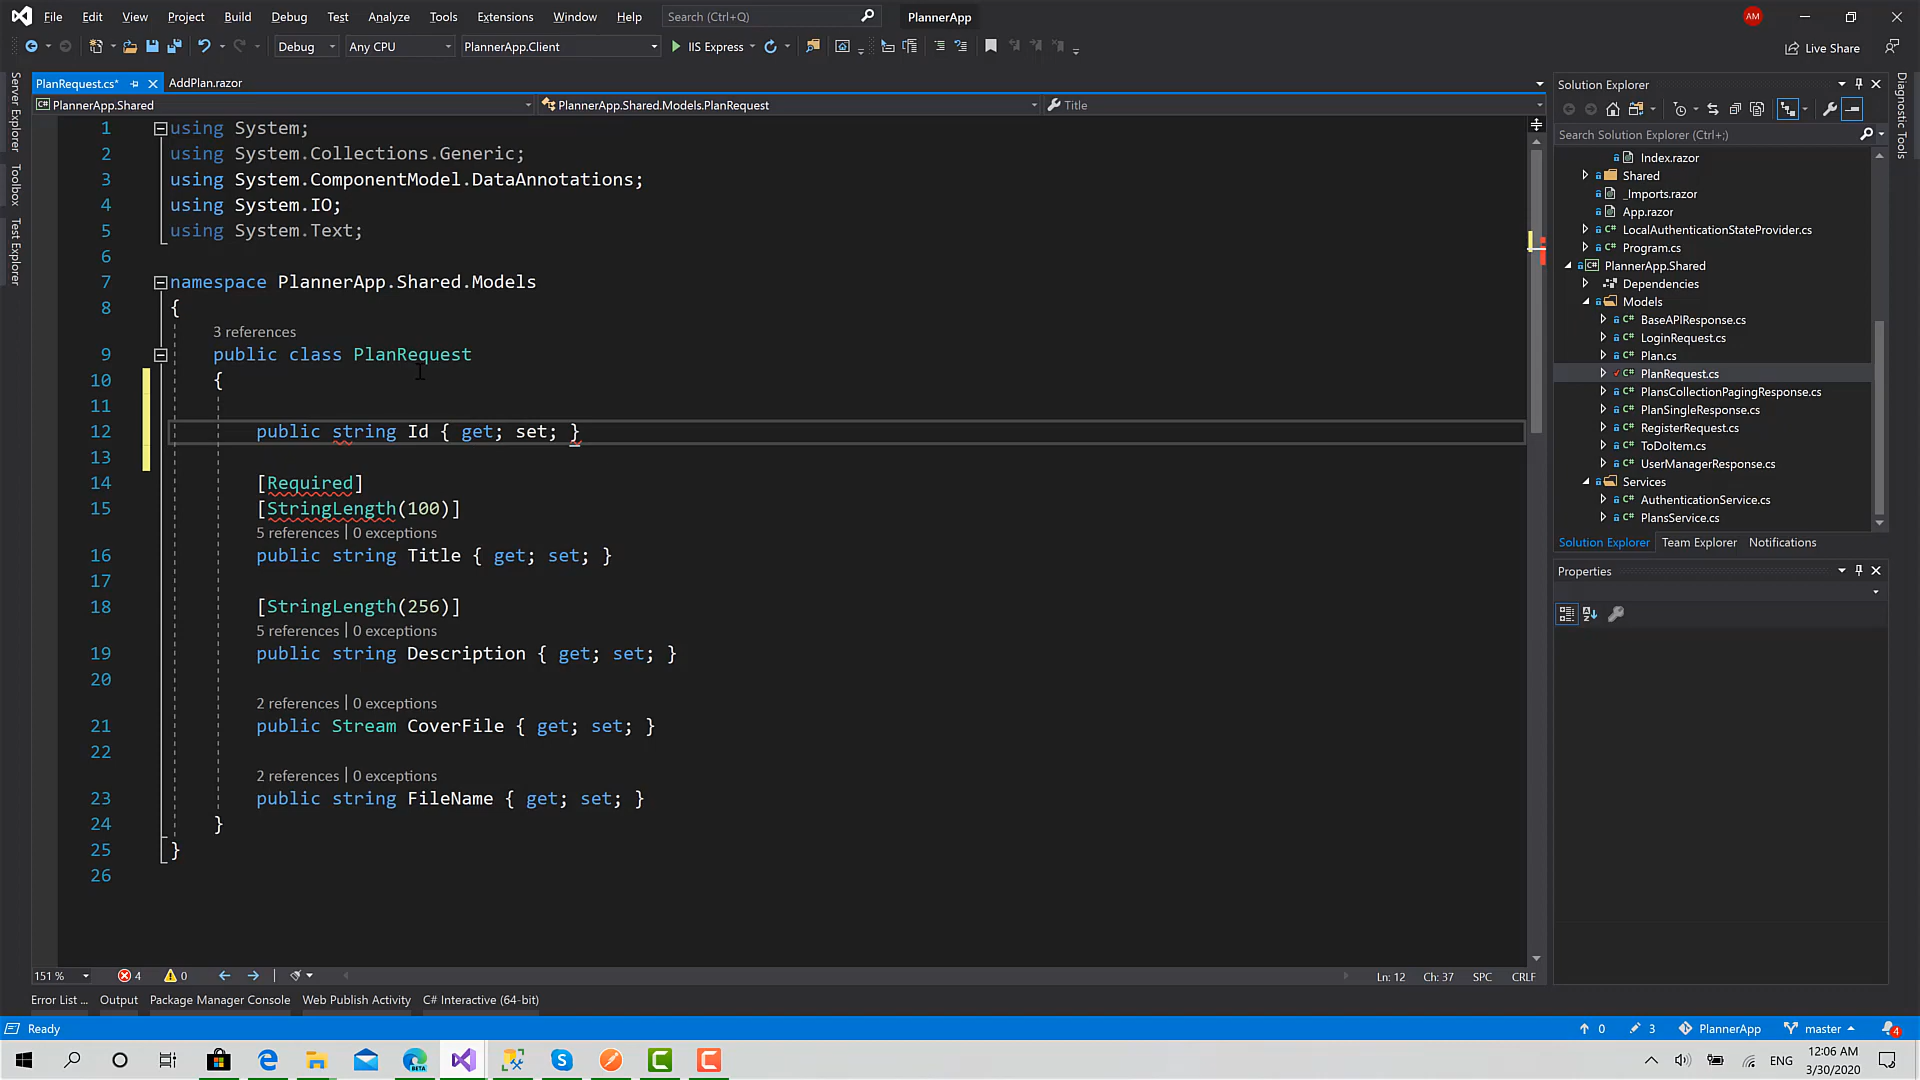 File Edit View Project Build Debug Test Analyze Tools Extensions Window Help Search (Ctrl+Q) PlannerApp AM
Debug Any CPU PlannerApp.Client IIS Express Live Share
PlanRequest.cs* AddPlan.razor
PlannerApp.Shared PlannerApp.Shared.Models.PlanRequest Title
Server Explorer
Toolbox
Test Explorer
1 using System;
2 using System.Collections.Generic;
3 using System.ComponentModel.DataAnnotations;
4 using System.IO;
5 using System.Text;
6
7 namespace PlannerApp.Shared.Models
8 {
3 references
9 public class PlanRequest
10 {
11
12 public string Id { get; set; }
13
14 [Required]
15 [StringLength(100)]
5 references | 0 exceptions
16 public string Title { get; set; }
17
18 [StringLength(256)]
5 references | 0 exceptions
19 public string Description { get; set; }
20
2 references | 0 exceptions
21 public Stream CoverFile { get; set; }
22
2 references | 0 exceptions
23 public string FileName { get; set; }
24 }
25 }
26
151 % 4 0 Ln: 12 Ch: 37 SPC CRLF
Error List ... Output Package Manager Console Web Publish Activity C# Interactive (64-bit)
Solution Explorer
Search Solution Explorer (Ctrl+;)
Index.razor
Shared
_Imports.razor
App.razor
C# LocalAuthenticationStateProvider.cs
C# Program.cs
C# PlannerApp.Shared
Dependencies
Models
C# BaseAPIResponse.cs
C# LoginRequest.cs
C# Plan.cs
C# PlanRequest.cs
C# PlansCollectionPagingResponse.cs
C# PlanSingleResponse.cs
C# RegisterRequest.cs
C# ToDoItem.cs
C# UserManagerResponse.cs
Services
C# AuthenticationService.cs
C# PlansService.cs
Solution Explorer Team Explorer Notifications
Properties
Diagnostic Tools
Ready 0 3 PlannerApp master 4
BETA
ENG 12:06 AM
3/30/2020